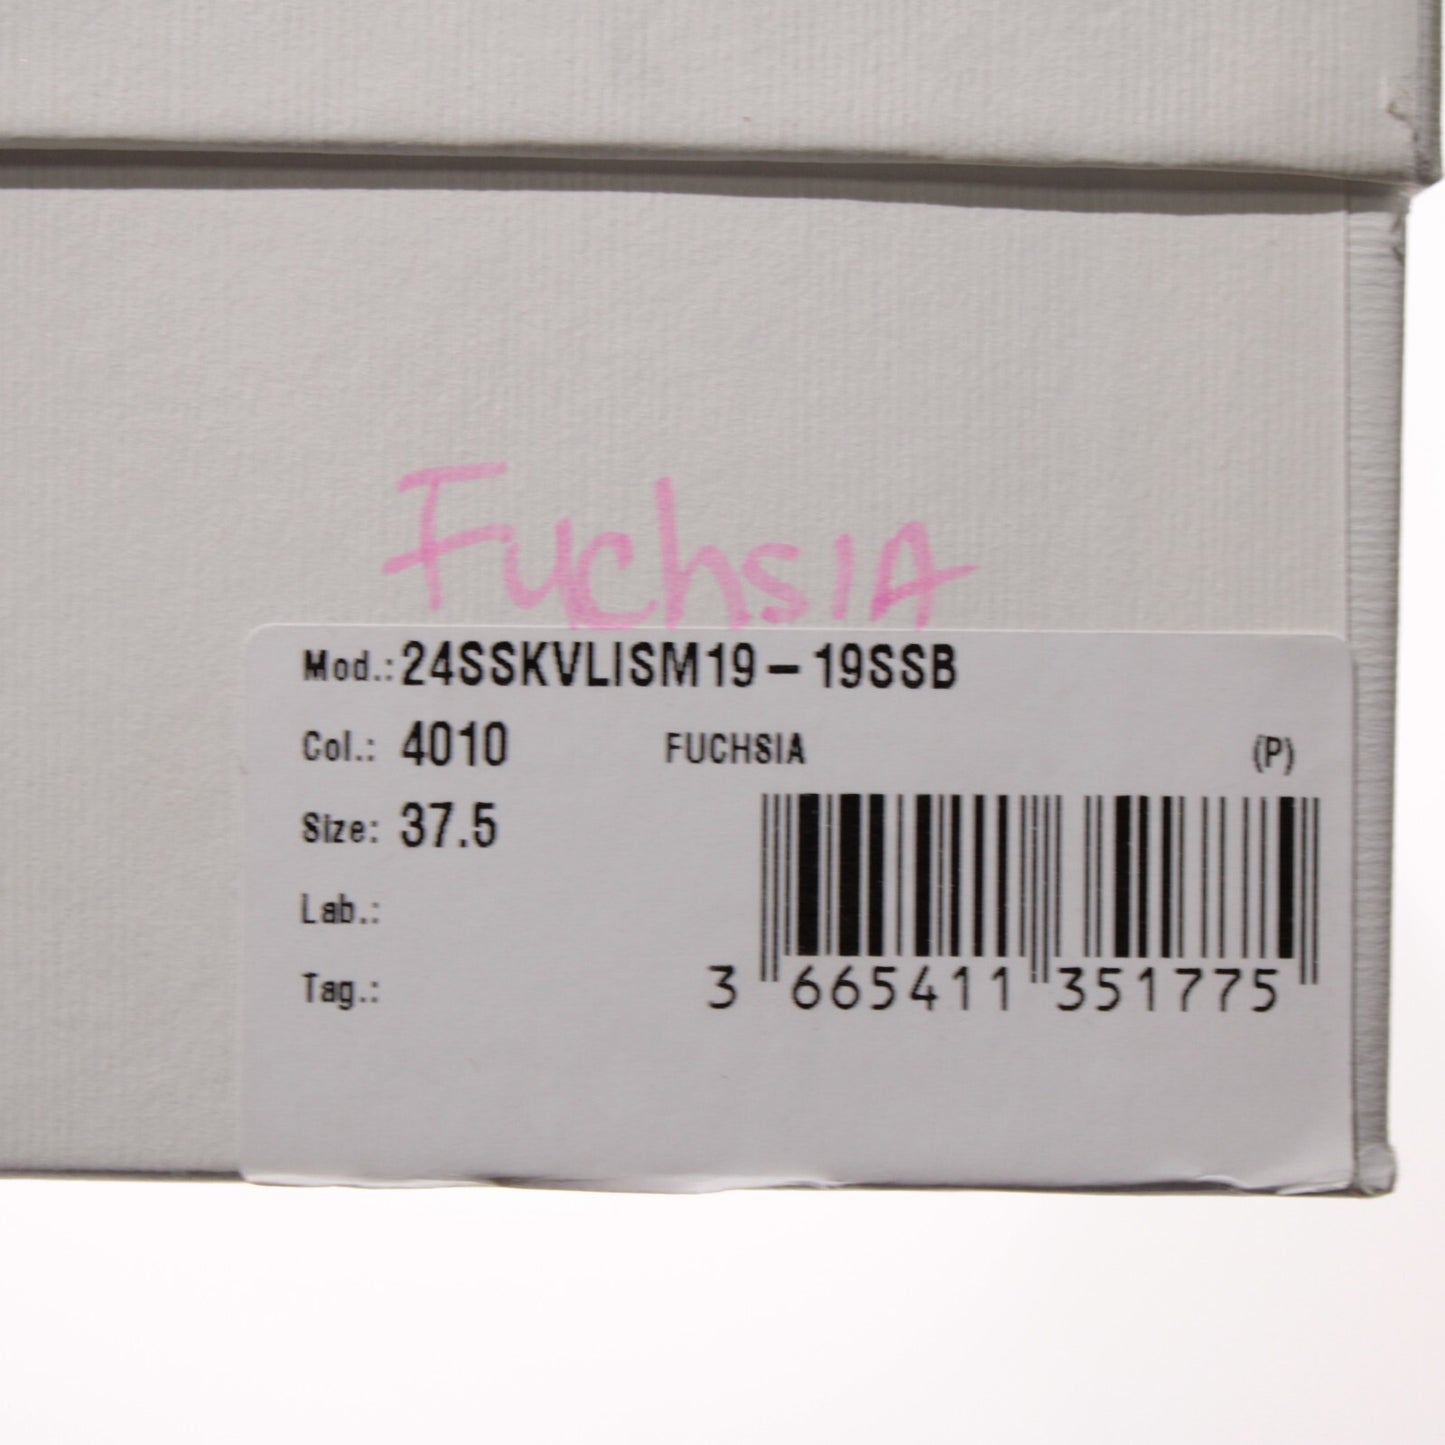 FuchsIA
Mod.: 24SSKVLISM19-19SSB
Col.: 4010 FUCHSIA (P)
Size: 37.5
Lab.:
Tag.:
3 665411 351775